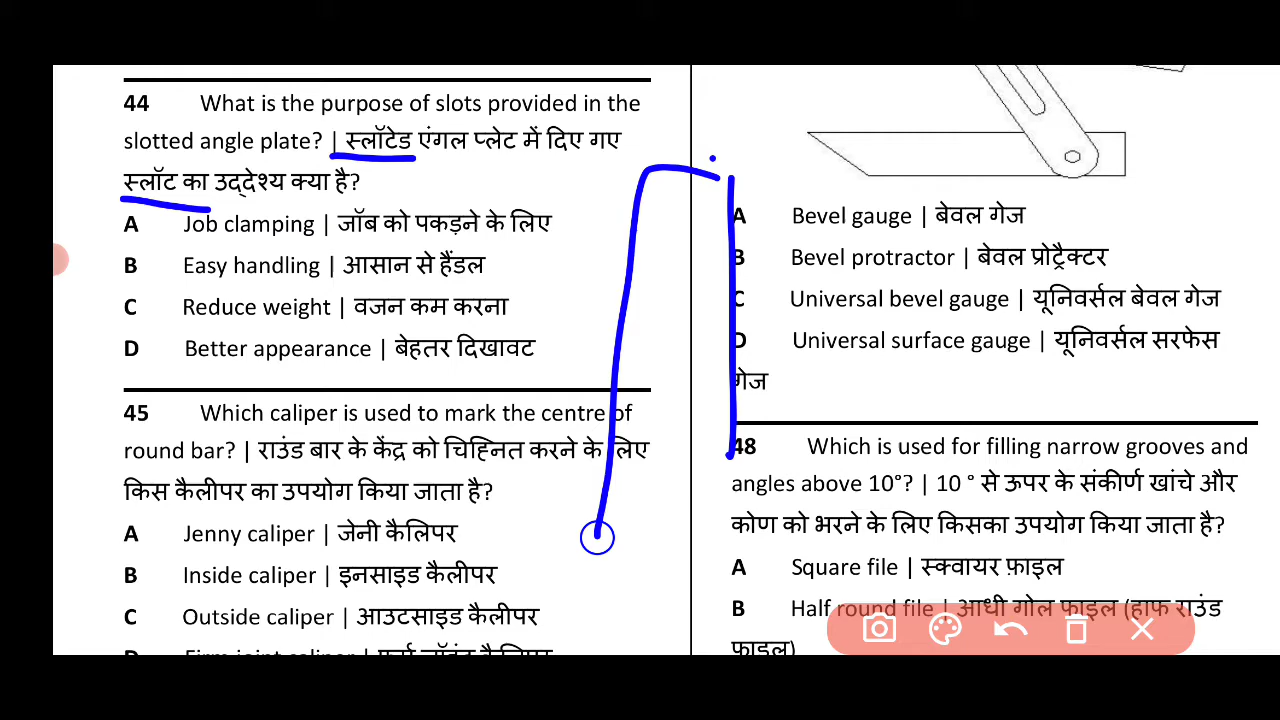 44 What is the purpose of slots provided in the
slotted angle plate? | स्लॉटेड एंगल प्लेट में दिए गए
स्लॉट का उद्देश्य क्या है?
A Job clamping | जॉब को पकड़ने के लिए
B Easy handling | आसान से हैंडल
C Reduce weight | वजन कम करना
D Better appearance | बेहतर दिखावट
45 Which caliper is used to mark the centre of
round bar? | राउंड बार के केंद्र को चिह्नित करने के लिए
किस कैलीपर का उपयोग किया जाता है?
A Jenny caliper | जेनी कैलिपर
B Inside caliper | इनसाइड कैलीपर
C Outside caliper | आउटसाइड कैलीपर
D Firm joint caliper |
A Bevel gauge | बेवल गेज
B Bevel protractor | बेवल प्रोट्रैक्टर
C Universal bevel gauge | यूनिवर्सल बेवल गेज
D Universal surface gauge | यूनिवर्सल सरफेस
गेज
48 Which is used for filling narrow grooves and
angles above 10°? | 10 ° से ऊपर के संकीर्ण खांचे और
कोण को भरने के लिए किसका उपयोग किया जाता है?
A Square file | स्क्वायर फ़ाइल
B Half round file | आधी गोल फ़ाइल (हाफ राउंड
फ़ाइल)